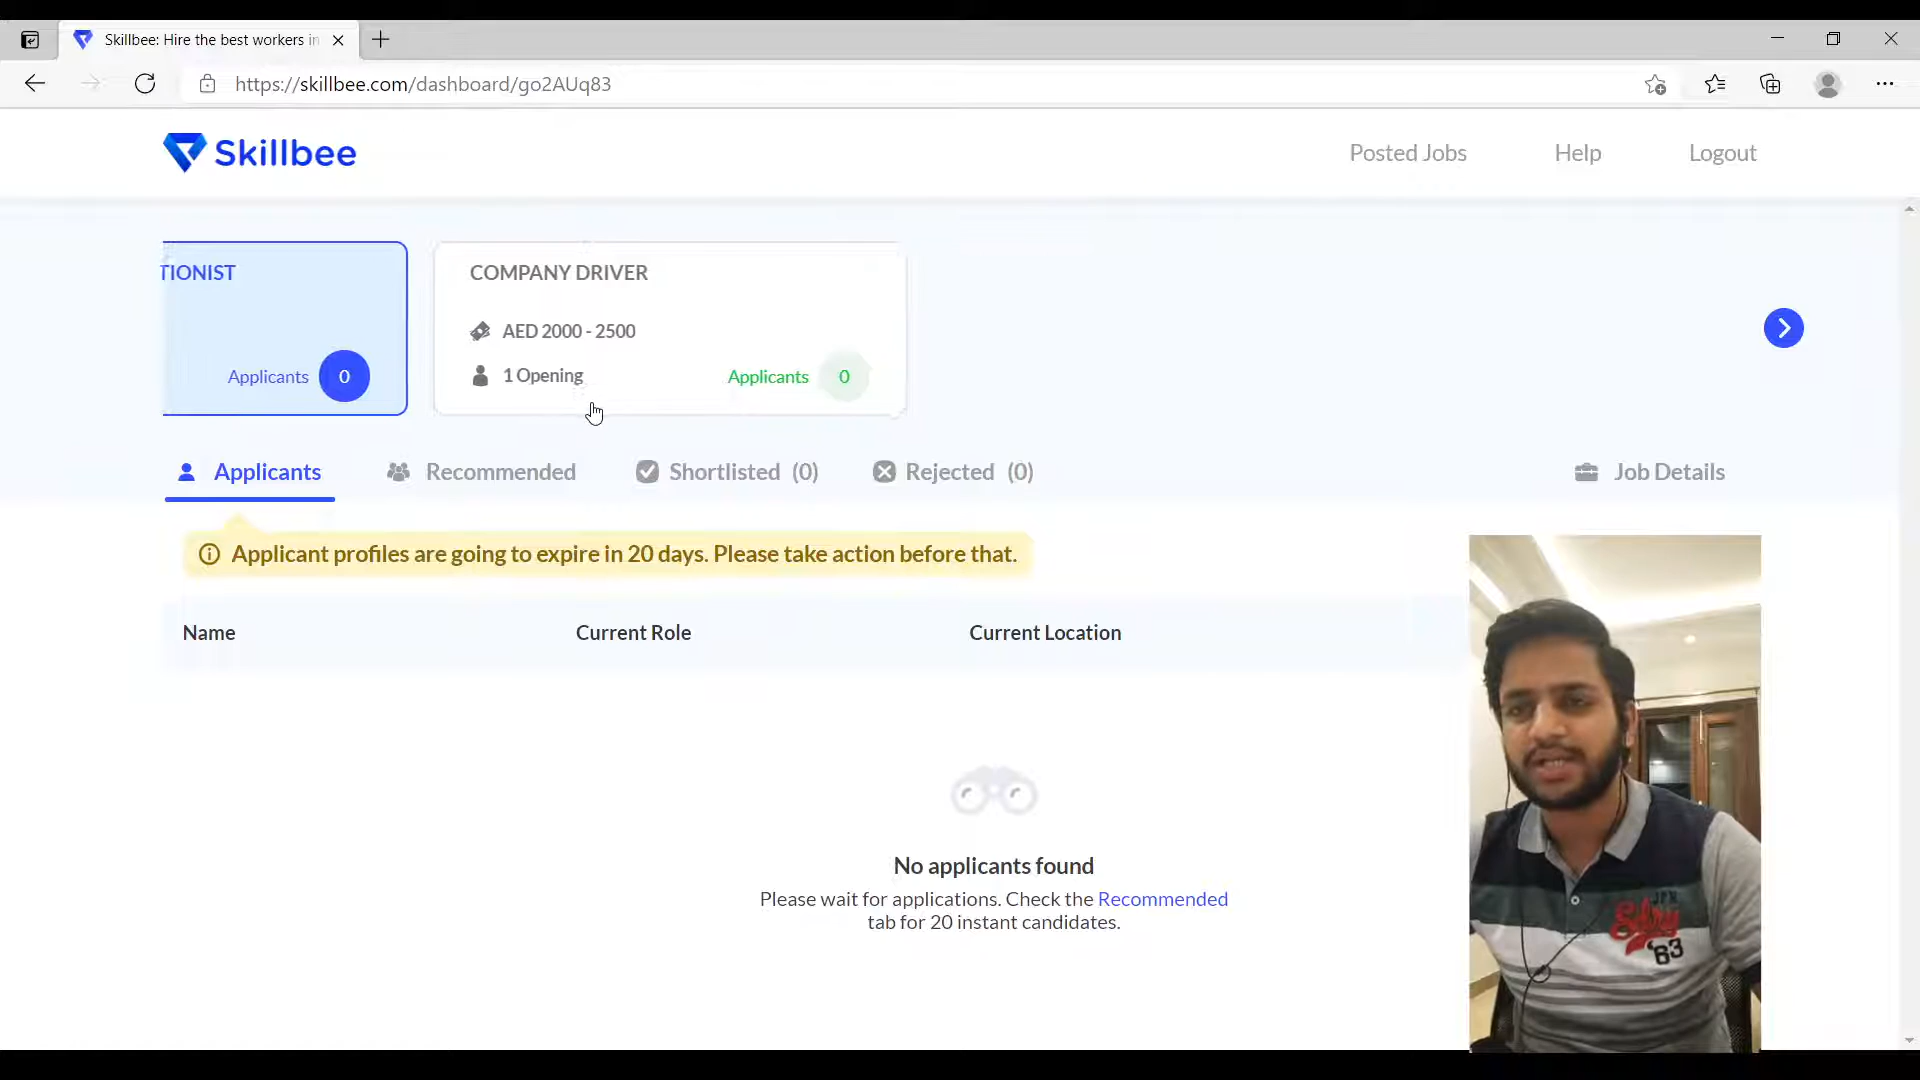 Skillbee: Hire the best workers in
https://skillbee.com/dashboard/go2AUq83
Skillbee
Posted Jobs
Help
Logout
TIONIST
Applicants 0
COMPANY DRIVER
AED 2000 - 2500
1 Opening
Applicants 0
Applicants
Recommended
Shortlisted (0)
Rejected (0)
Job Details
Applicant profiles are going to expire in 20 days. Please take action before that.
Name
Current Role
Current Location
No applicants found
Please wait for applications. Check the Recommended
tab for 20 instant candidates.
'63